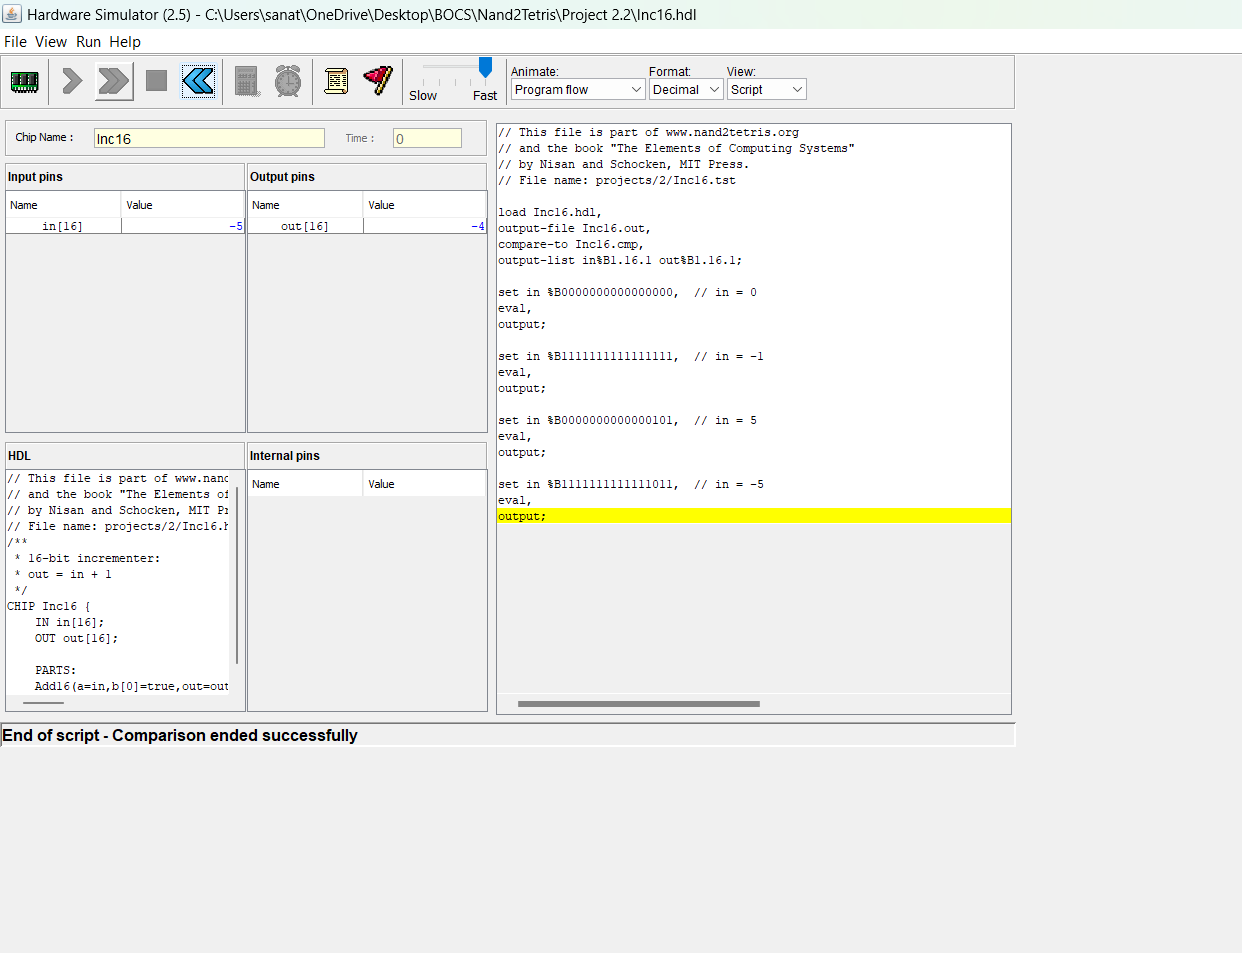 Hardware Simulator (2.5) - C:\Users\sanat\OneDrive\Desktop\BOCS\Nand2Tetris\Project 2.2\Inc16.hdl
File View Run Help
Slow Fast
Animate: Format: View:
Program flow Decimal Script
Chip Name : Inc16 Time : 0
Input pins
Name Value
in[16] -5
Output pins
Name Value
out[16] -4
HDL
// This file is part of www.nand
// and the book "The Elements of
// by Nisan and Schocken, MIT Pr
// File name: projects/2/Inc16.h
/**
* 16-bit incrementer:
* out = in + 1
*/
CHIP Inc16 {
IN in[16];
OUT out[16];
PARTS:
Add16(a=in,b[0]=true,out=out
Internal pins
Name Value
// This file is part of www.nand2tetris.org
// and the book "The Elements of Computing Systems"
// by Nisan and Schocken, MIT Press.
// File name: projects/2/Inc16.tst
load Inc16.hdl,
output-file Inc16.out,
compare-to Inc16.cmp,
output-list in%B1.16.1 out%B1.16.1;
set in %B0000000000000000,  // in = 0
eval,
output;
set in %B1111111111111111,  // in = -1
eval,
output;
set in %B0000000000000101,  // in = 5
eval,
output;
set in %B1111111111111011,  // in = -5
eval,
output;
End of script - Comparison ended successfully